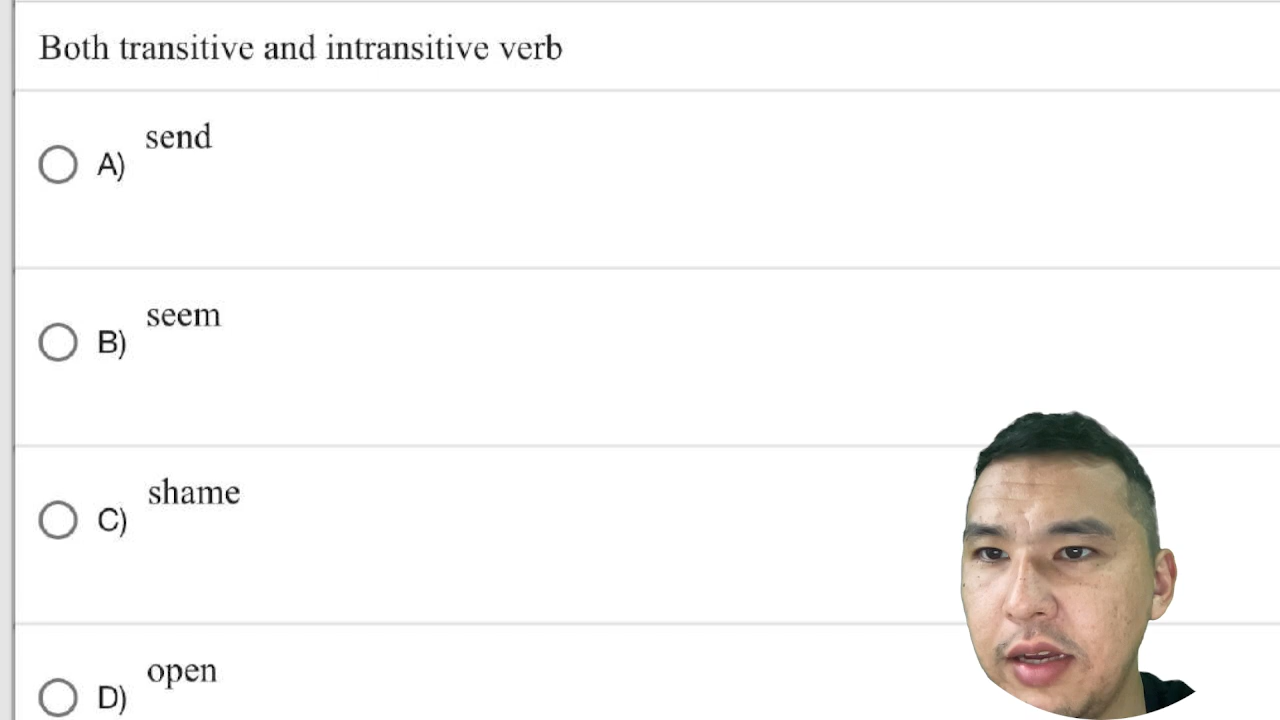 Both transitive and intransitive verb
A) send
B) seem
C) shame
D) open